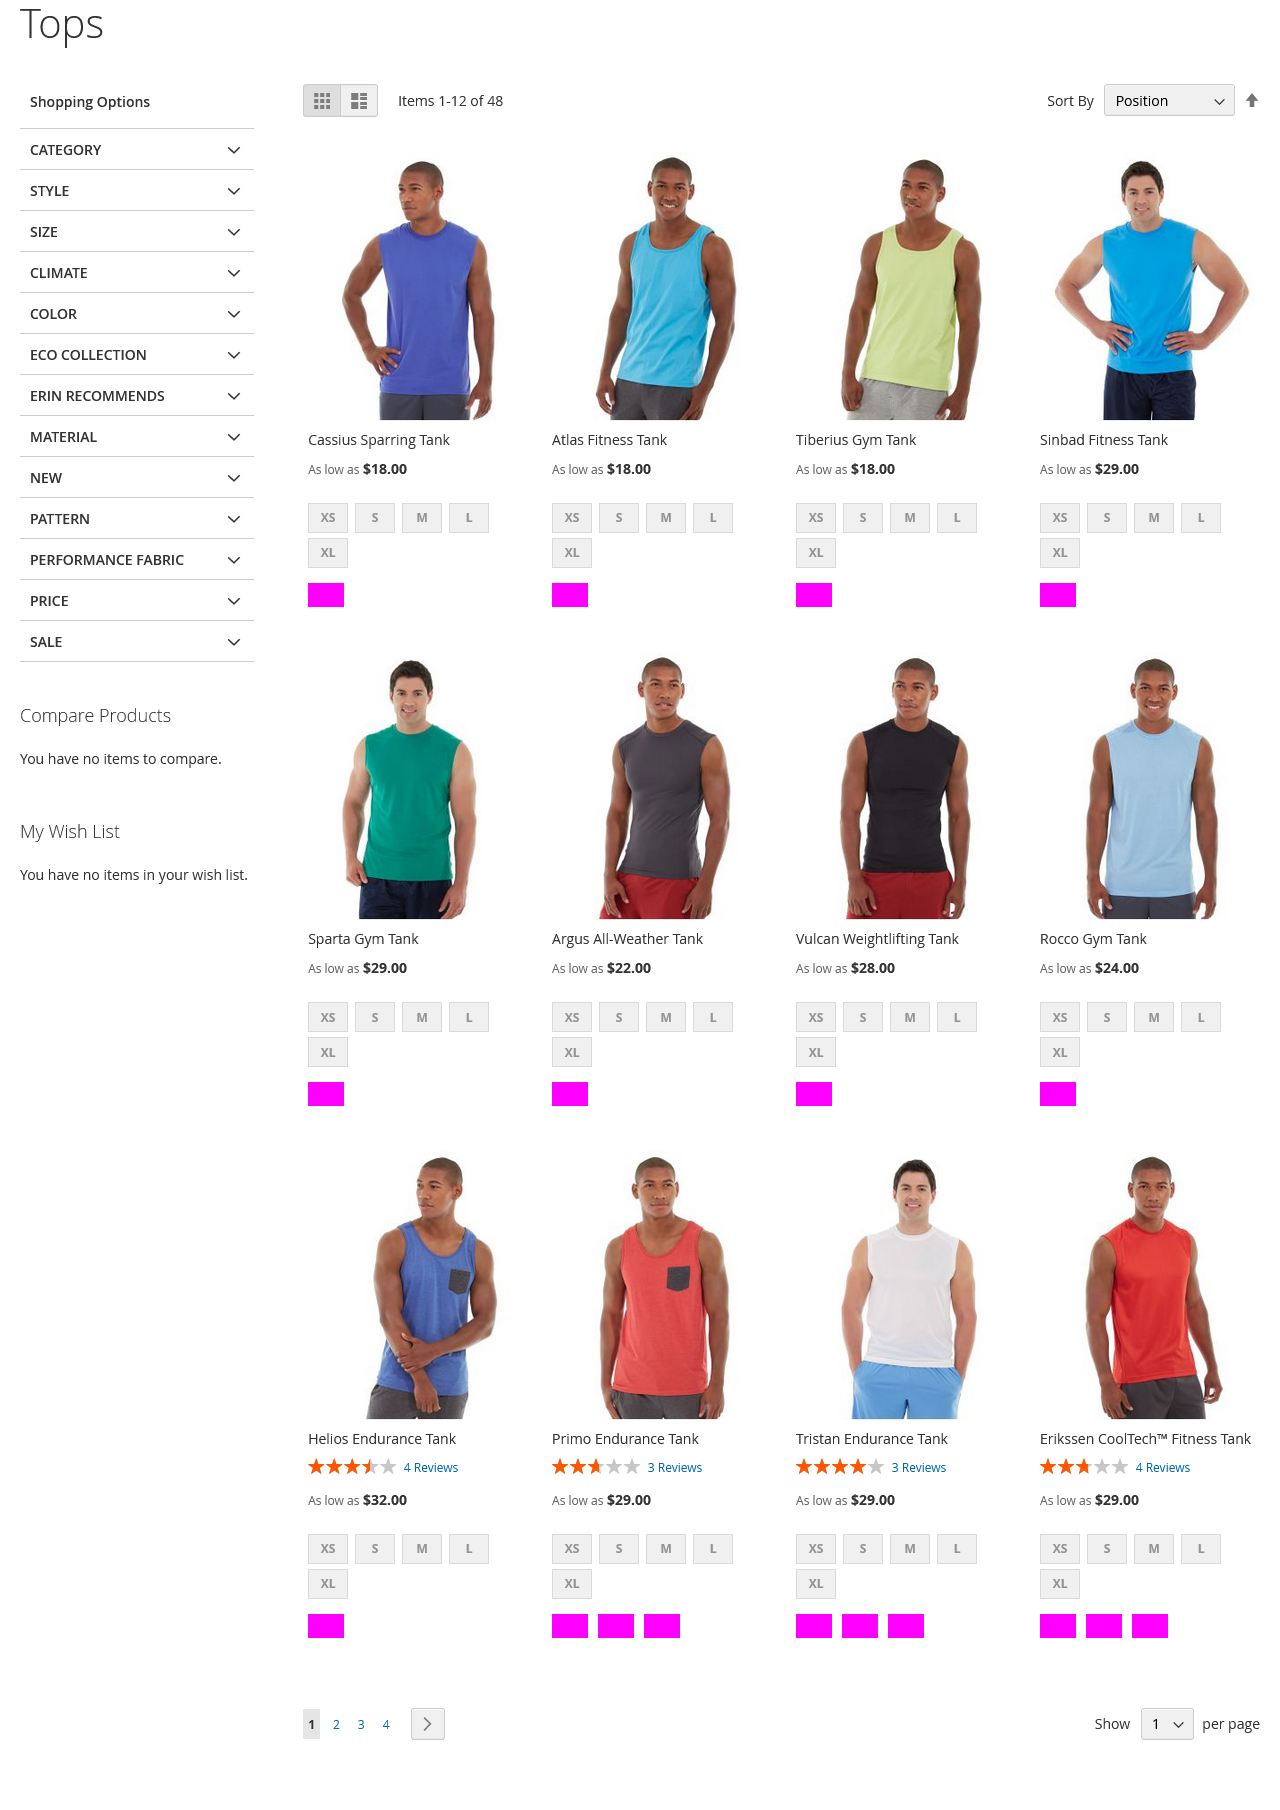 Tops
Shopping Options
CATEGORY
STYLE
SIZE
CLIMATE
COLOR
ECO COLLECTION
ERIN RECOMMENDS
MATERIAL
NEW
PATTERN
PERFORMANCE FABRIC
PRICE
SALE
Compare Products
You have no items to compare.
My Wish List
You have no items in your wish list.
Items 1-12 of 48
Sort By Position
Cassius Sparring Tank
As low as $18.00
XS S M L
XL
Atlas Fitness Tank
As low as $18.00
XS S M L
XL
Tiberius Gym Tank
As low as $18.00
XS S M L
XL
Sinbad Fitness Tank
As low as $29.00
XS S M L
XL
Sparta Gym Tank
As low as $29.00
XS S M L
XL
Argus All-Weather Tank
As low as $22.00
XS S M L
XL
Vulcan Weightlifting Tank
As low as $28.00
XS S M L
XL
Rocco Gym Tank
As low as $24.00
XS S M L
XL
Helios Endurance Tank
4 Reviews
As low as $32.00
XS S M L
XL
Primo Endurance Tank
3 Reviews
As low as $29.00
XS S M L
XL
Tristan Endurance Tank
3 Reviews
As low as $29.00
XS S M L
XL
Erikssen CoolTech™ Fitness Tank
4 Reviews
As low as $29.00
XS S M L
XL
1 2 3 4
Show 1 per page